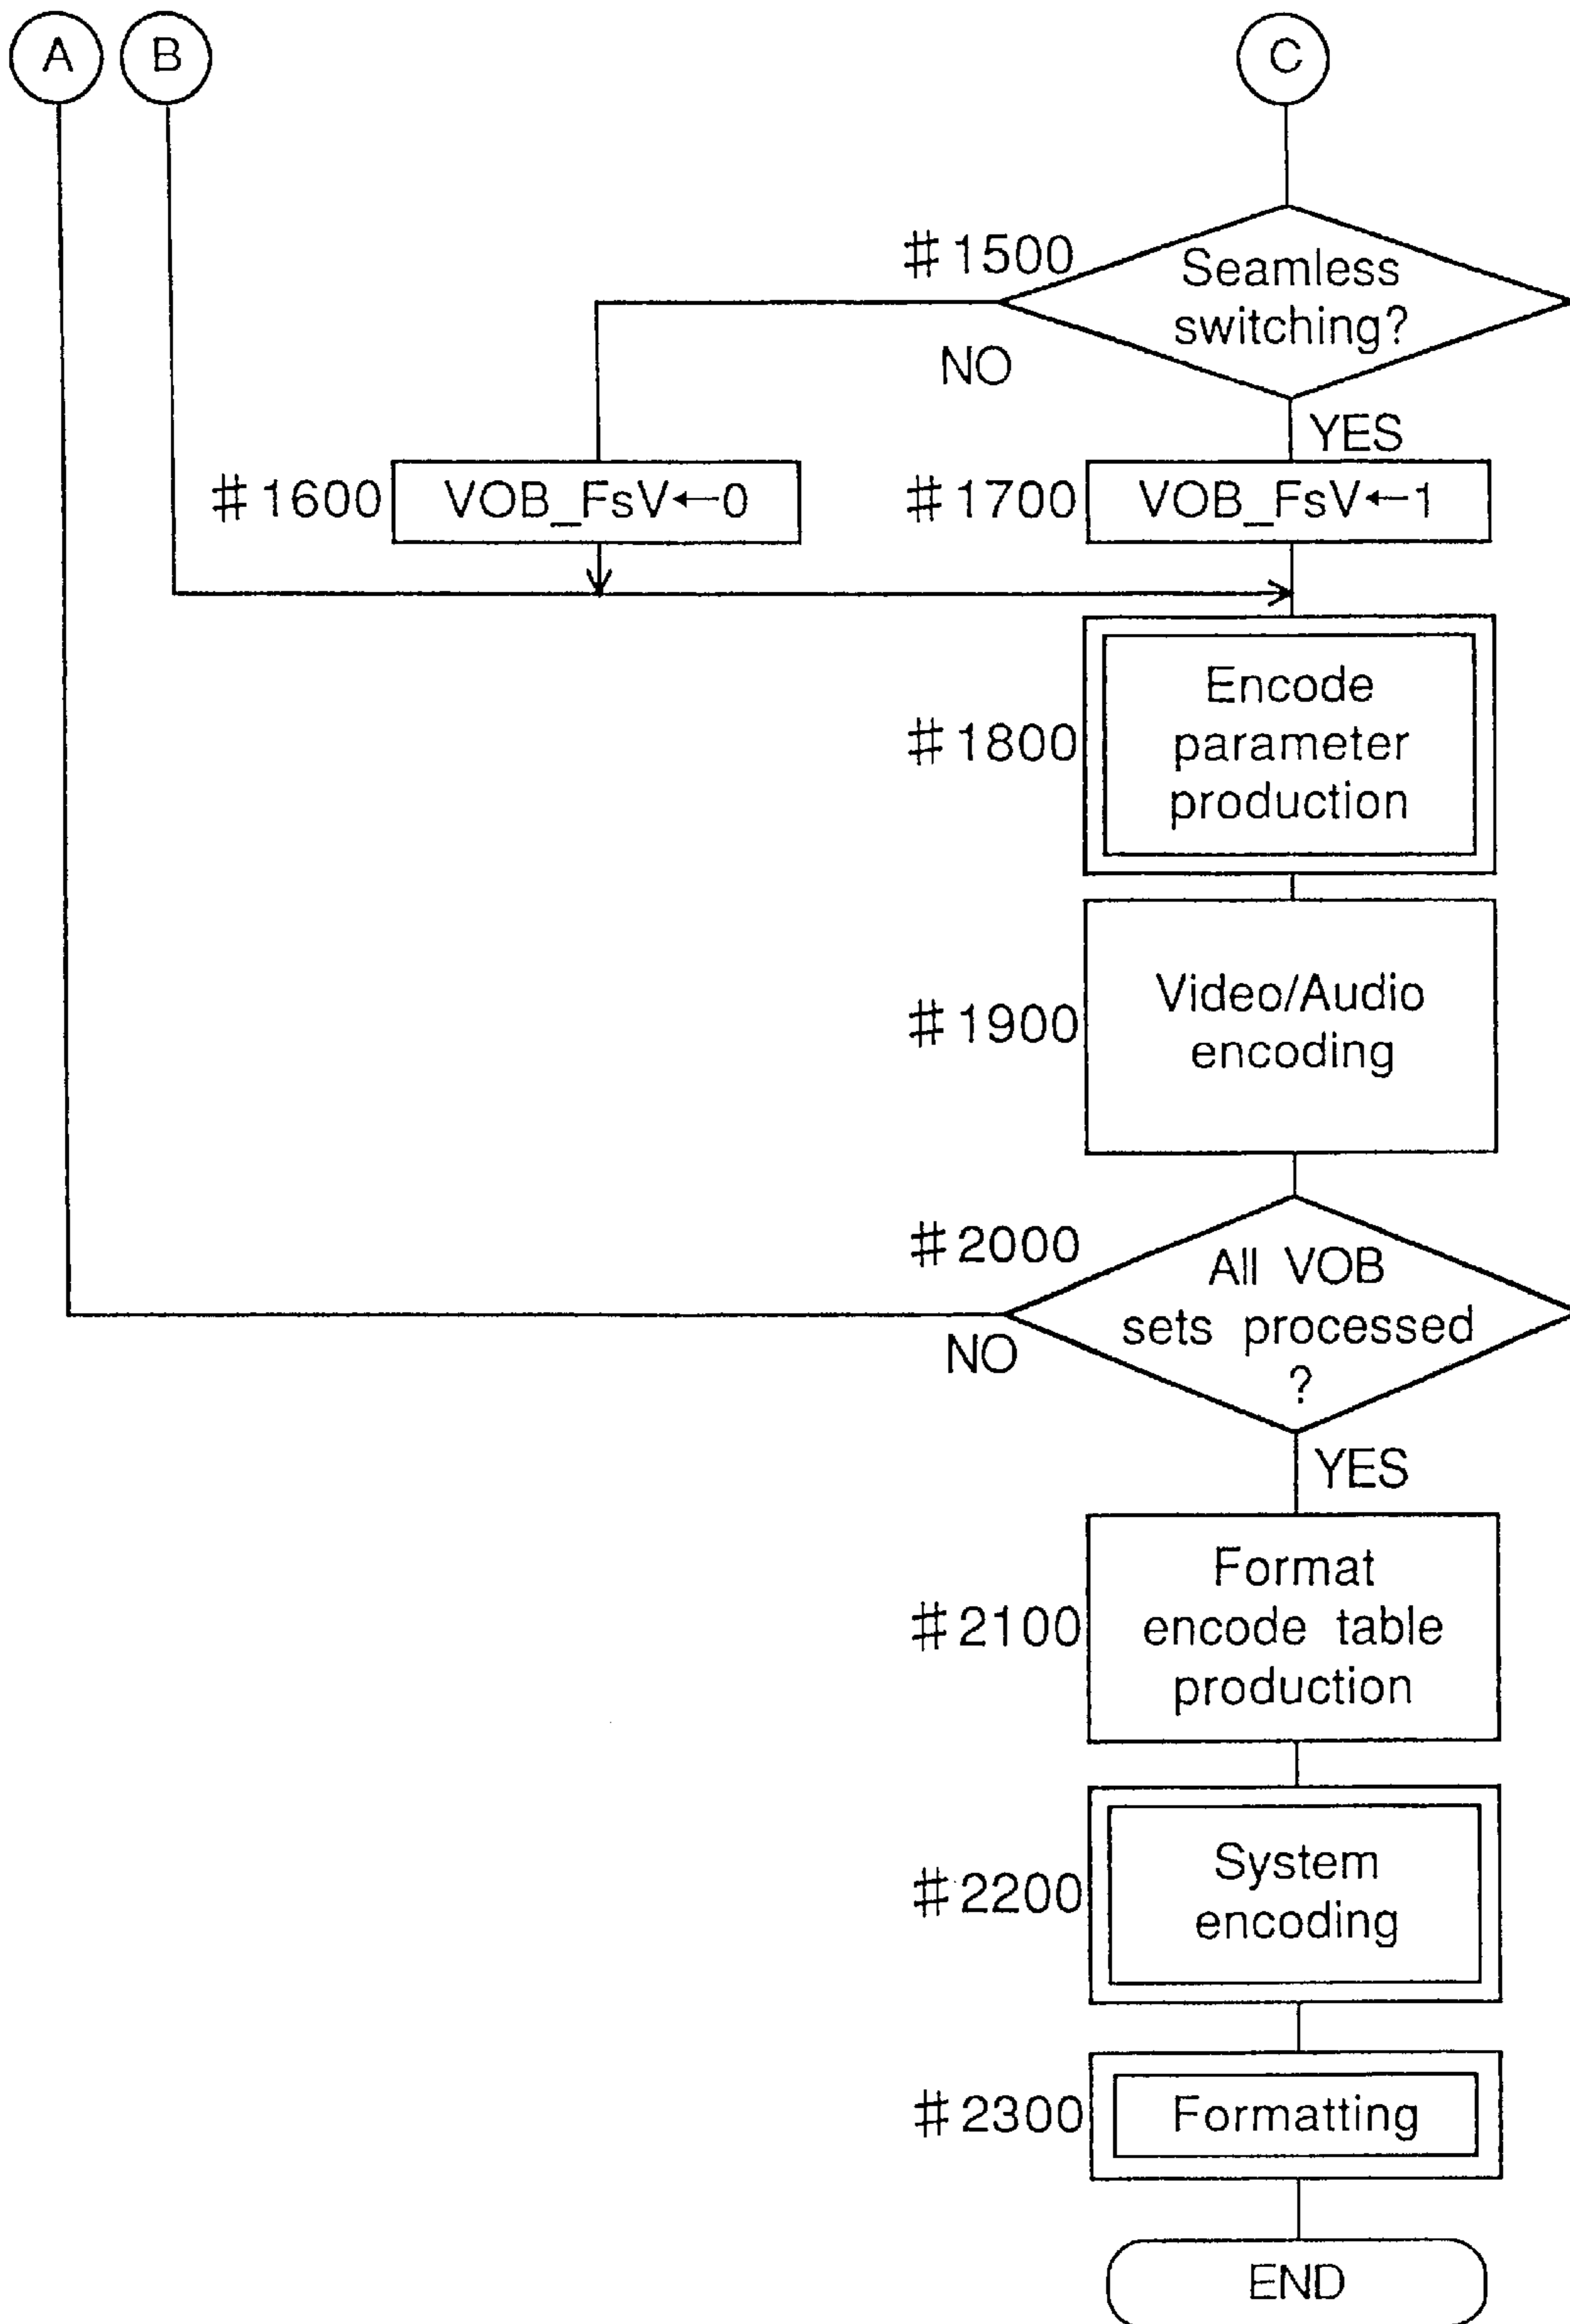 A
B
C
#1500
Seamless
switching?
NO
YES
#1600
VOB_FsV←0
#1700
VOB_FsV←1
#1800
Encode
parameter
production
#1900
Video/Audio
encoding
#2000
All VOB
sets processed
?
NO
YES
#2100
Format
encode table
production
#2200
System
encoding
#2300
Formatting
END